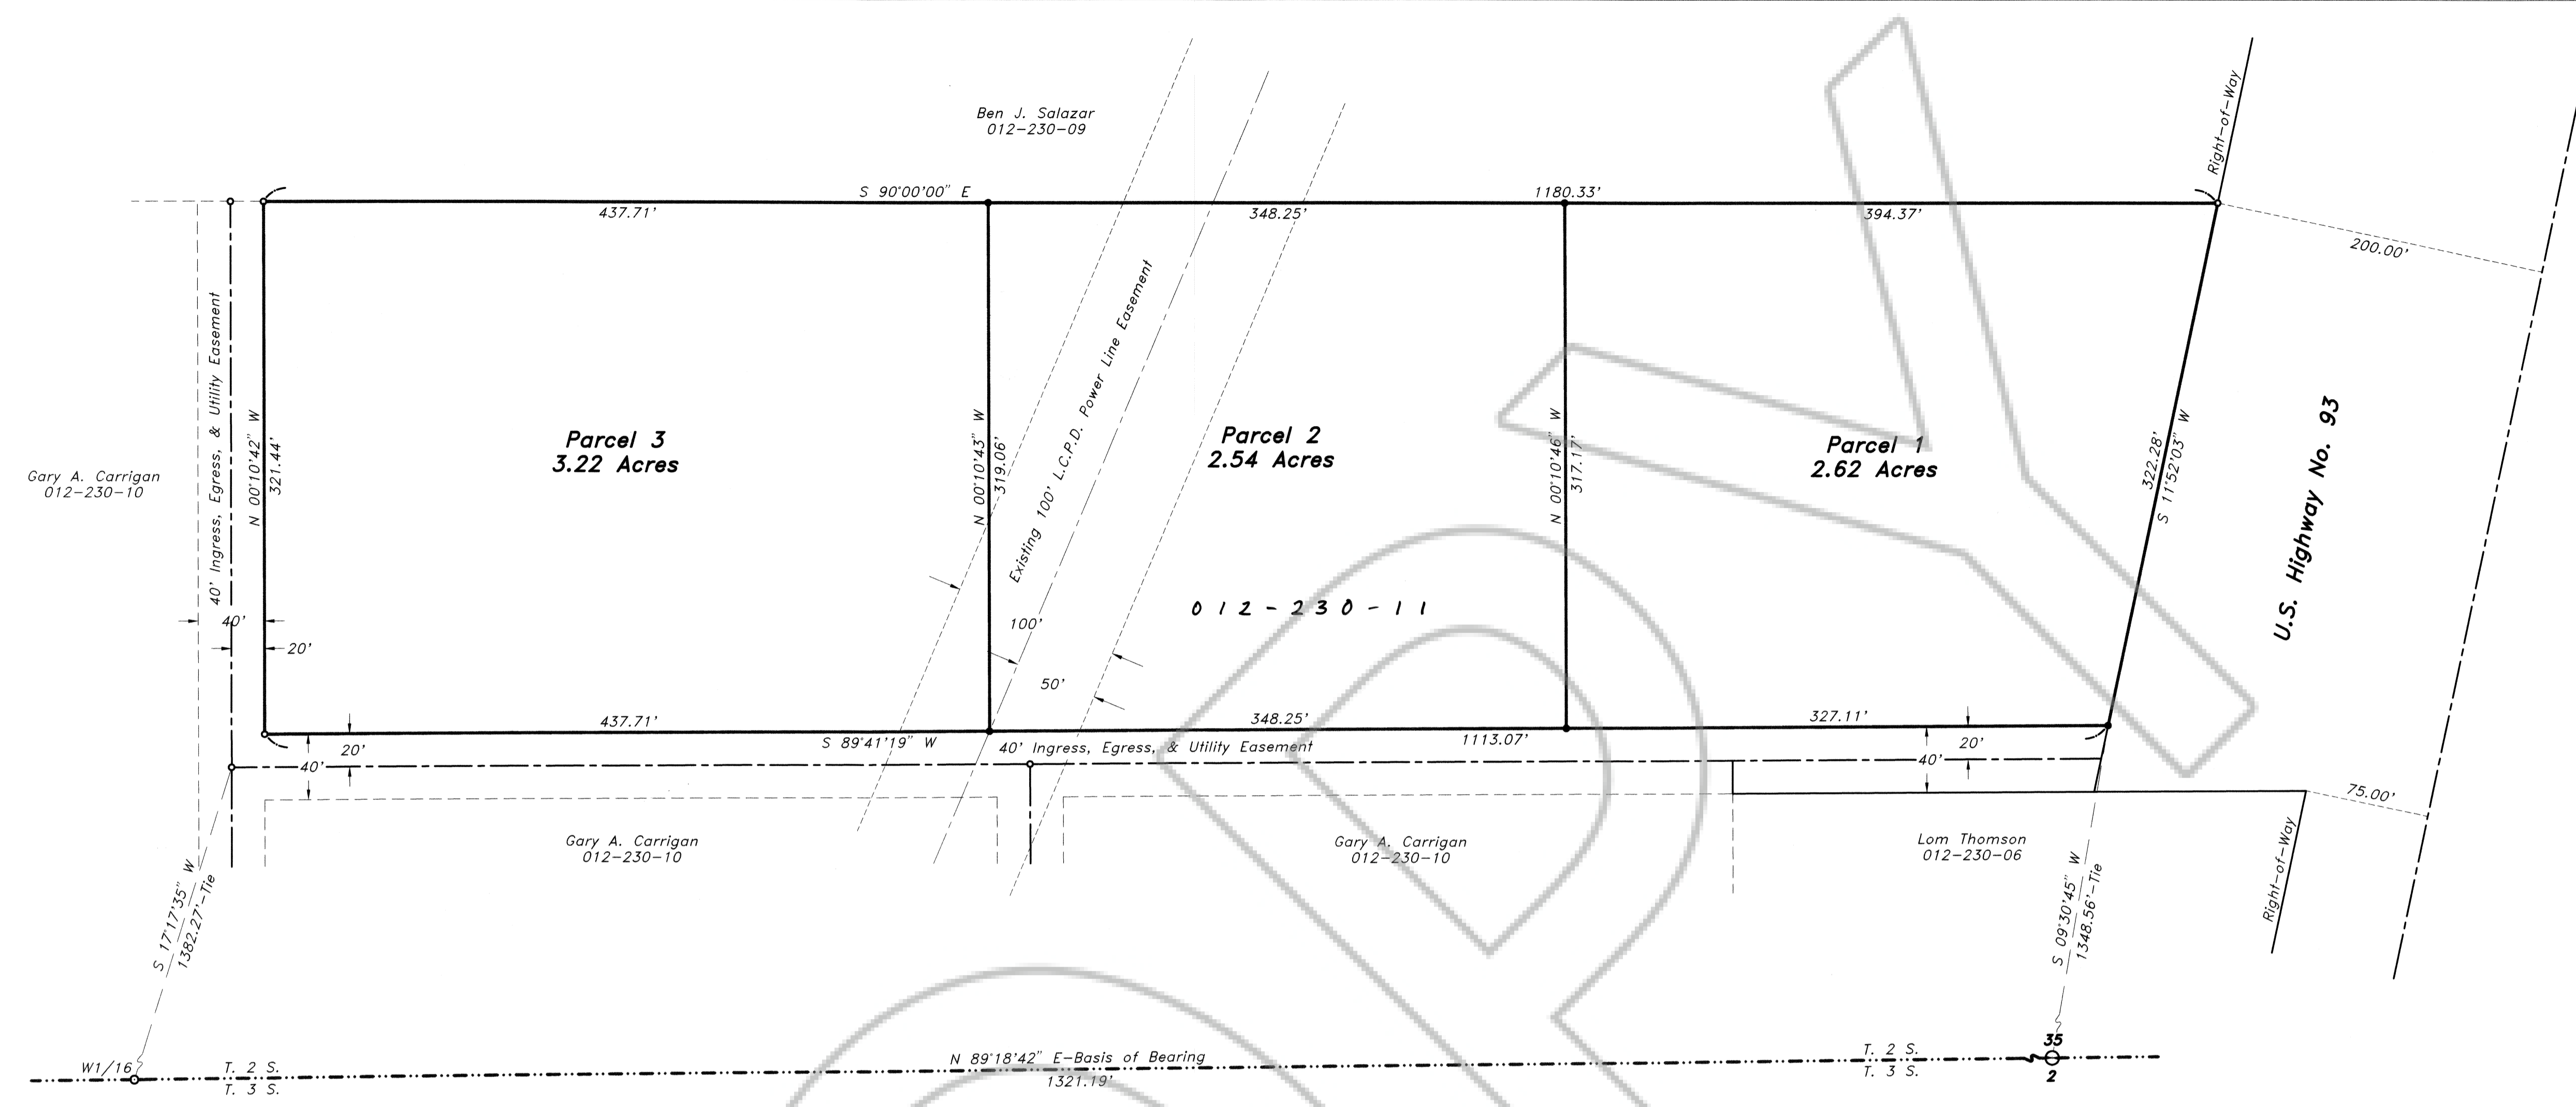 Ben J. Salazar
012-230-09
Right-of-Way
S 90°00'00" E
1180.33'
437.71'
348.25'
394.37'
200.00'
40' Ingress, Egress, & Utility Easement
N 00°10'42" W
321.44'
Parcel 3
3.22 Acres
N 00°10'43" W
319.06'
Existing 100' L.C.P.D. Power Line Easement
Parcel 2
2.54 Acres
N 00°10'46" W
317.17'
Parcel 1
2.62 Acres
322.28'
S 11°52'03" W
U.S. Highway No. 93
Gary A. Carrigan
012-230-10
012-230-11
40'
20'
100'
50'
437.71'
348.25'
327.11'
20'
40'
S 89°41'19" W
40' Ingress, Egress, & Utility Easement
1113.07'
20'
40'
75.00'
Gary A. Carrigan
012-230-10
Gary A. Carrigan
012-230-10
Lom Thomson
012-230-06
Right-of-Way
S 17°17'35" W
1382.27'-Tie
S 09°30'45" W
1348.56'-Tie
W1/16
T. 2 S.
T. 3 S.
N 89°18'42" E-Basis of Bearing
1321.19'
T. 2 S.
T. 3 S.
35
2